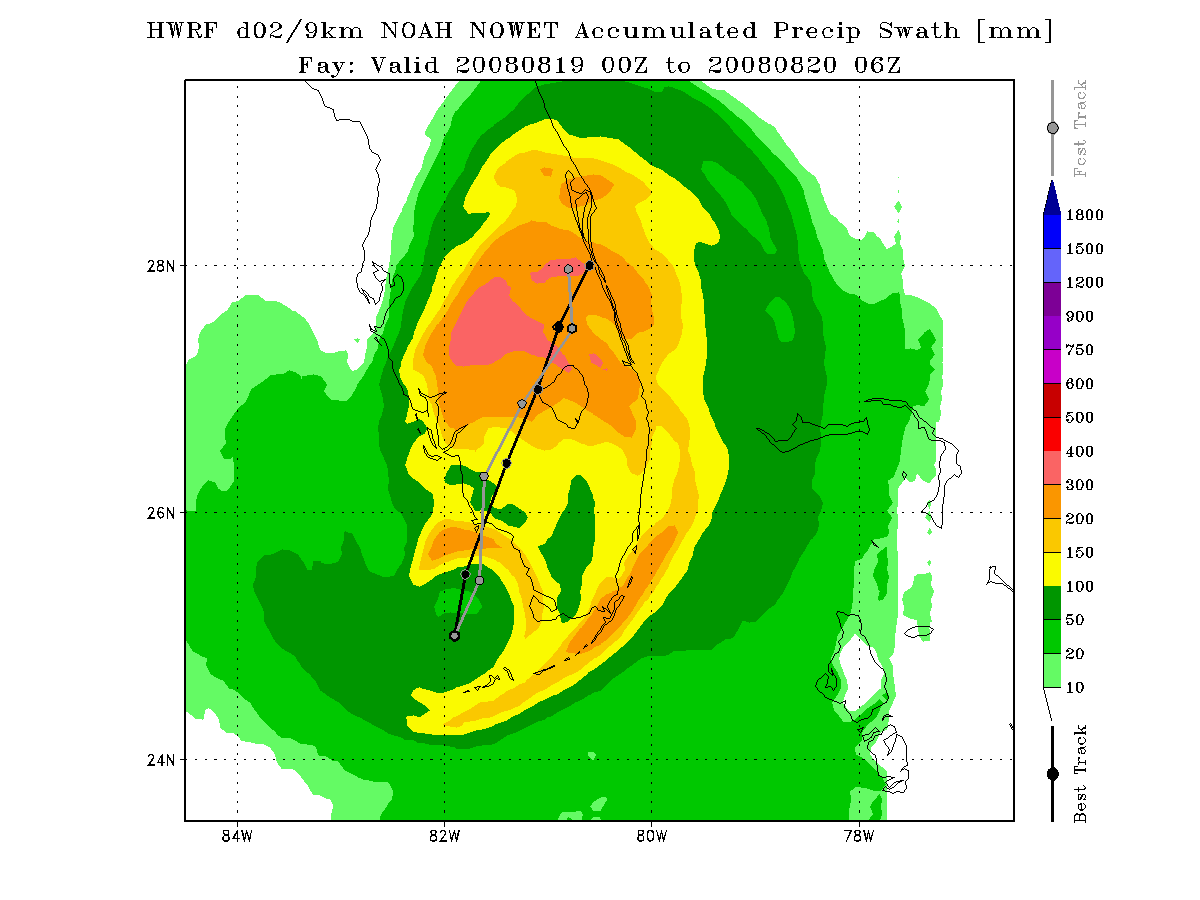 HWRF d02/9km NOAH NOWET Accumulated Precip Swath [mm]
Fay: Valid 20080819 00Z to 20080820 06Z
Fcst Track
1800
1500
1200
900
750
600
500
400
300
200
150
100
50
20
10
Best Track
28N
26N
24N
84W
82W
80W
78W